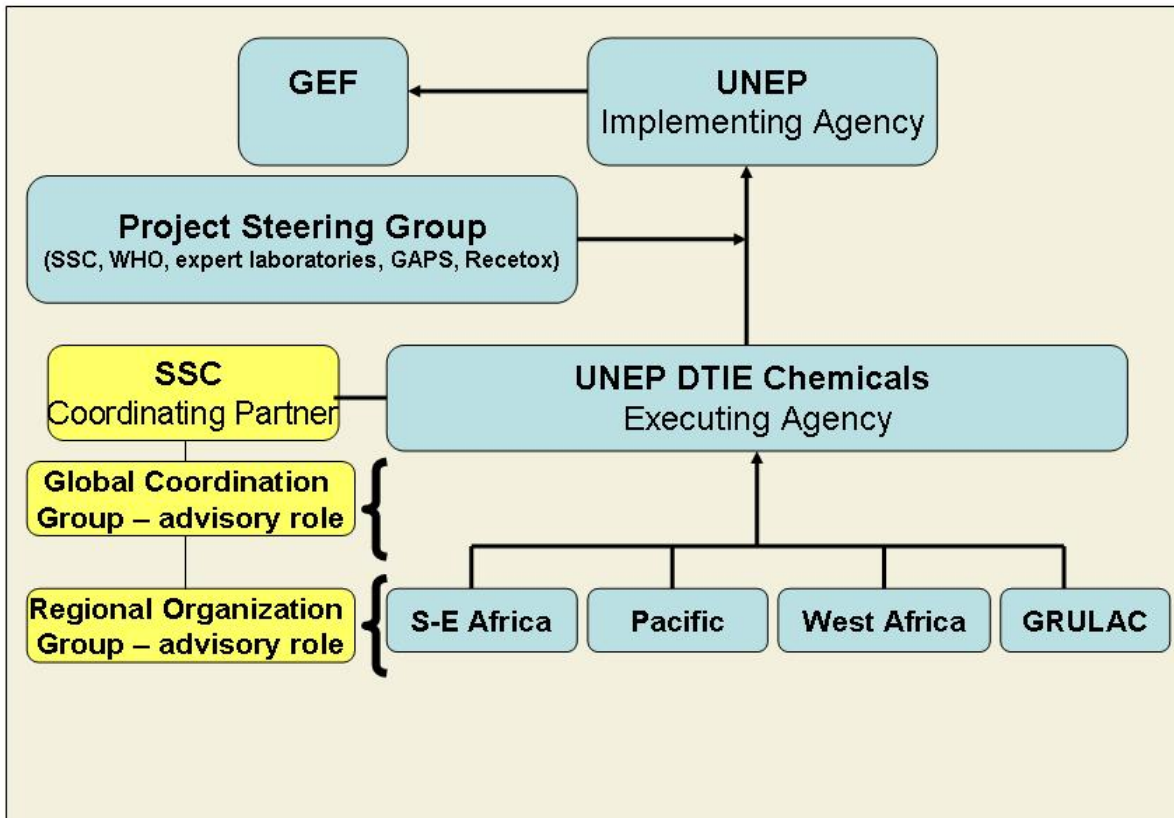 GEF
UNEP
Implementing Agency
Project Steering Group
(SSC, WHO, expert laboratories, GAPS, Recetox)
SSC
Coordinating Partner
UNEP DTIE Chemicals
Executing Agency
Global Coordination
Group – advisory role
Regional Organization
Group – advisory role
S-E Africa
Pacific
West Africa
GRULAC